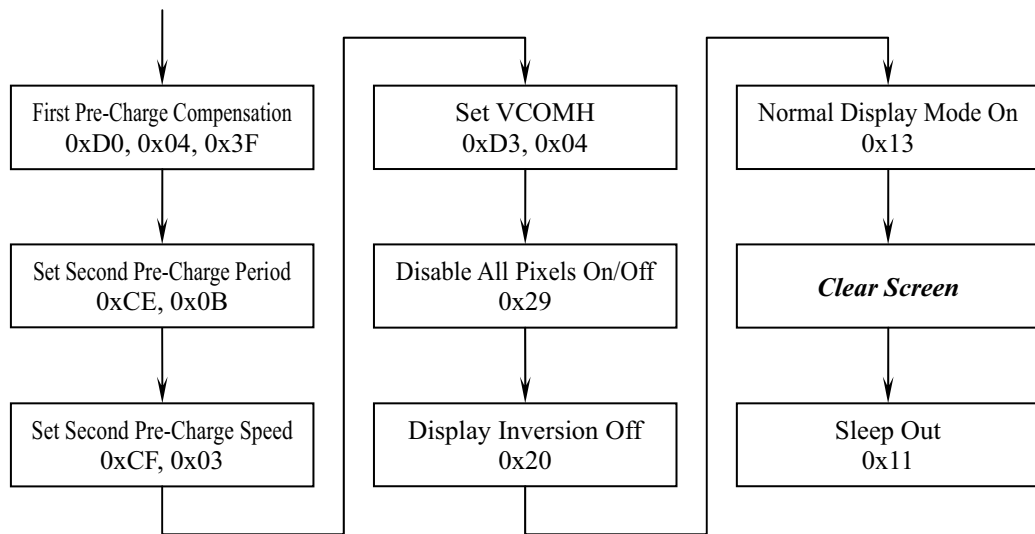 First Pre-Charge Compensation
0xD0, 0x04, 0x3F
Set Second Pre-Charge Period
0xCE, 0x0B
Set Second Pre-Charge Speed
0xCF, 0x03
Set VCOMH
0xD3, 0x04
Disable All Pixels On/Off
0x29
Display Inversion Off
0x20
Normal Display Mode On
0x13
Clear Screen
Sleep Out
0x11